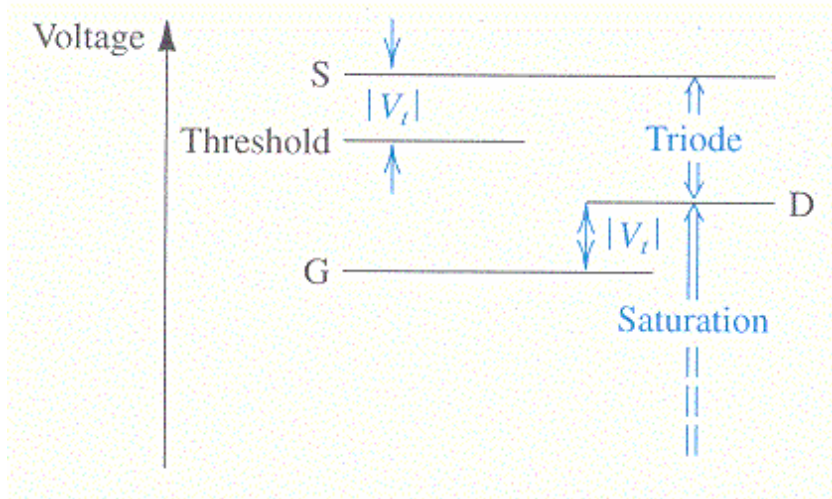 Voltage
S
|V_t|
Threshold
Triode
D
|V_t|
G
Saturation